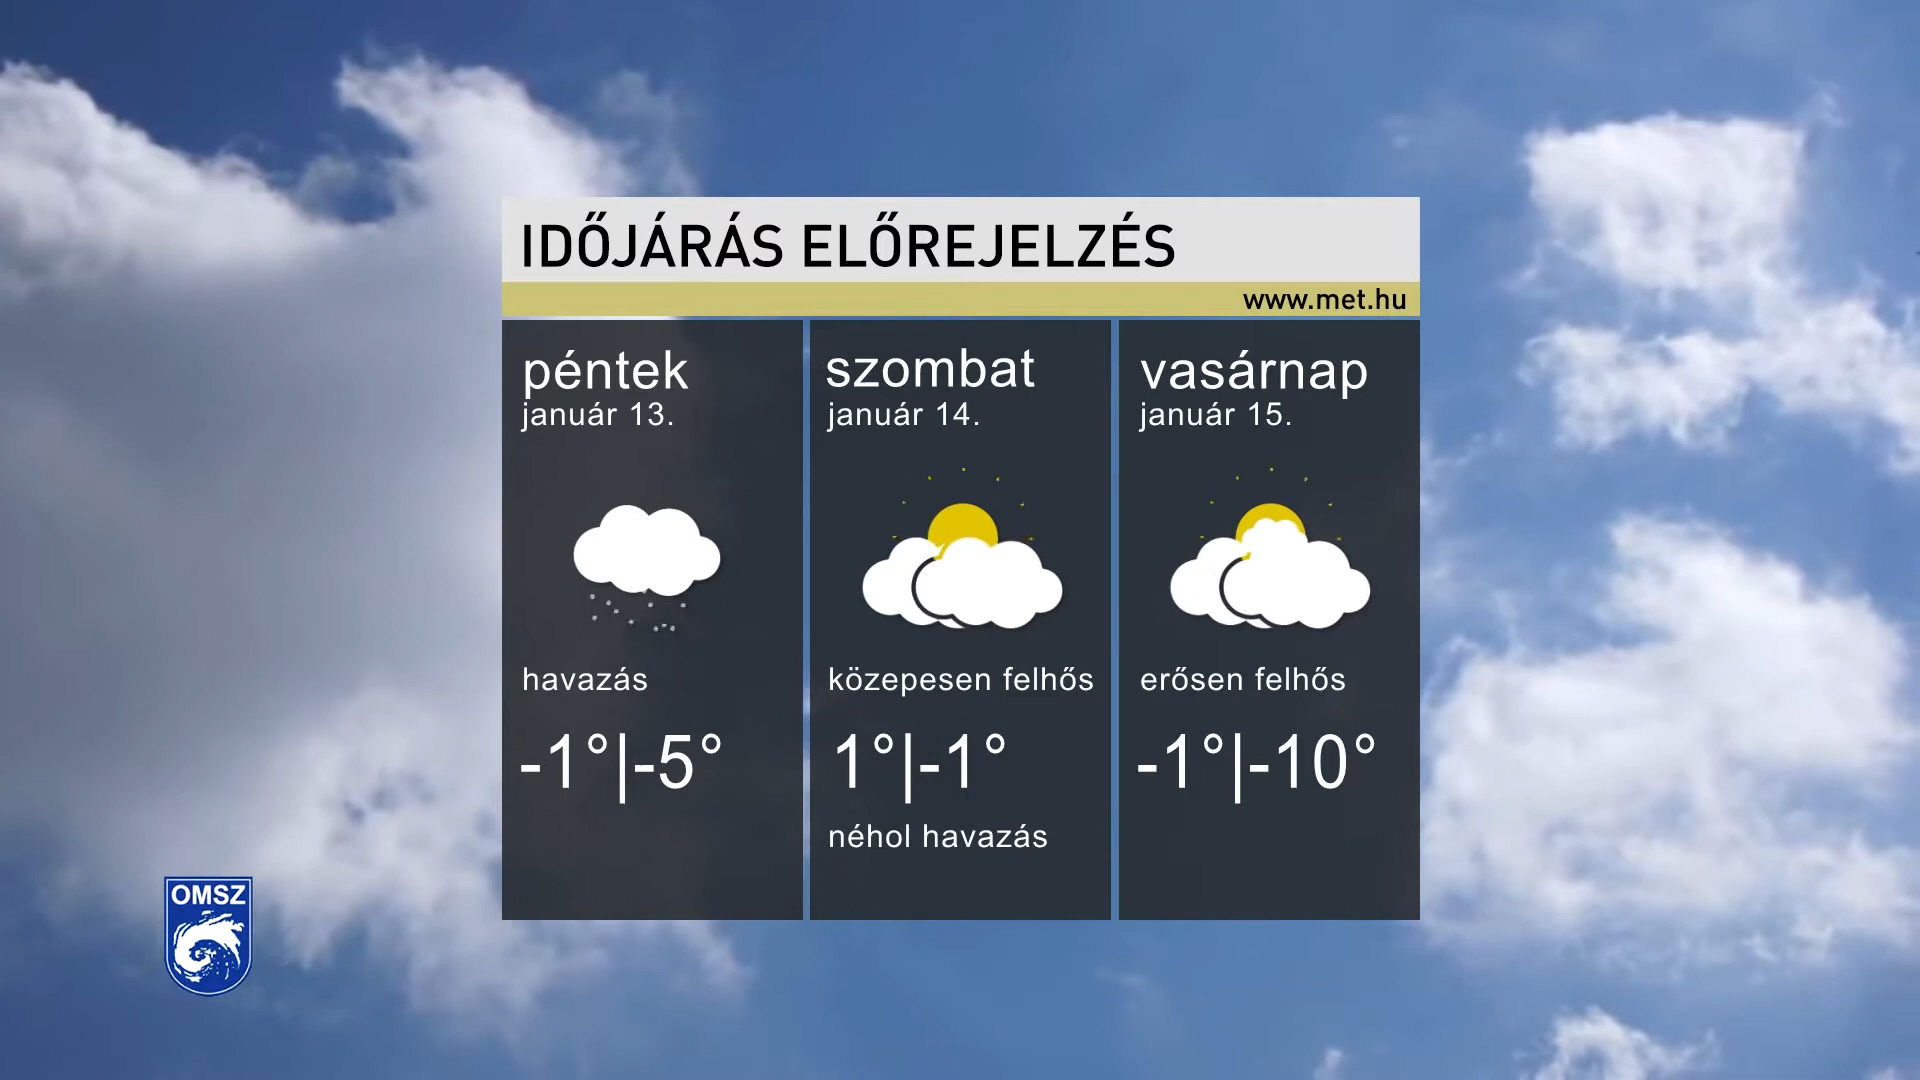 IDŐJÁRÁS ELŐREJELZÉS
www.met.hu
péntek
január 13.
havazás
-1°|-5°
szombat
január 14.
közepesen felhős
1°|-1°
néhol havazás
vasárnap
január 15.
erősen felhős
-1°|-10°
OMSZ